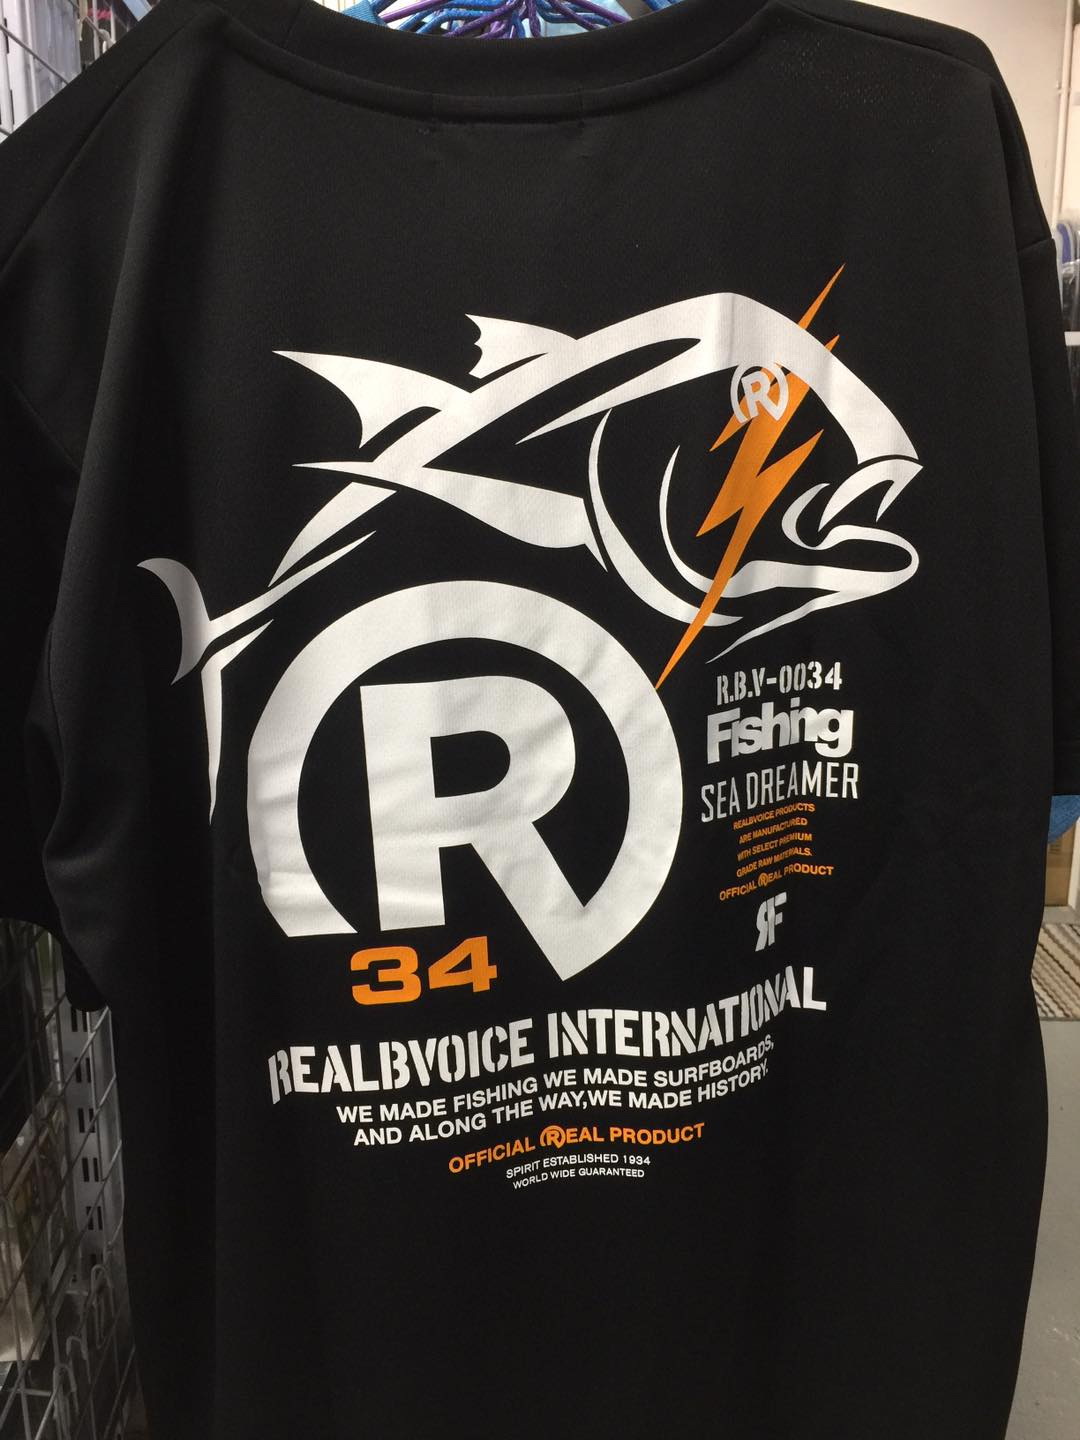 R
R.B.V-0034
Fishing
SEA DREAMER
REALBVOICE PRODUCTS
ARE MANUFACTURED
WITH SELECT PREMIUM
GRADE RAW MATERIALS.
OFFICIAL REAL PRODUCT
RF
R
34
REALBVOICE INTERNATIONAL
WE MADE FISHING WE MADE SURFBOARDS,
AND ALONG THE WAY,WE MADE HISTORY.
OFFICIAL REAL PRODUCT
SPIRIT ESTABLISHED 1934
WORLD WIDE GUARANTEED